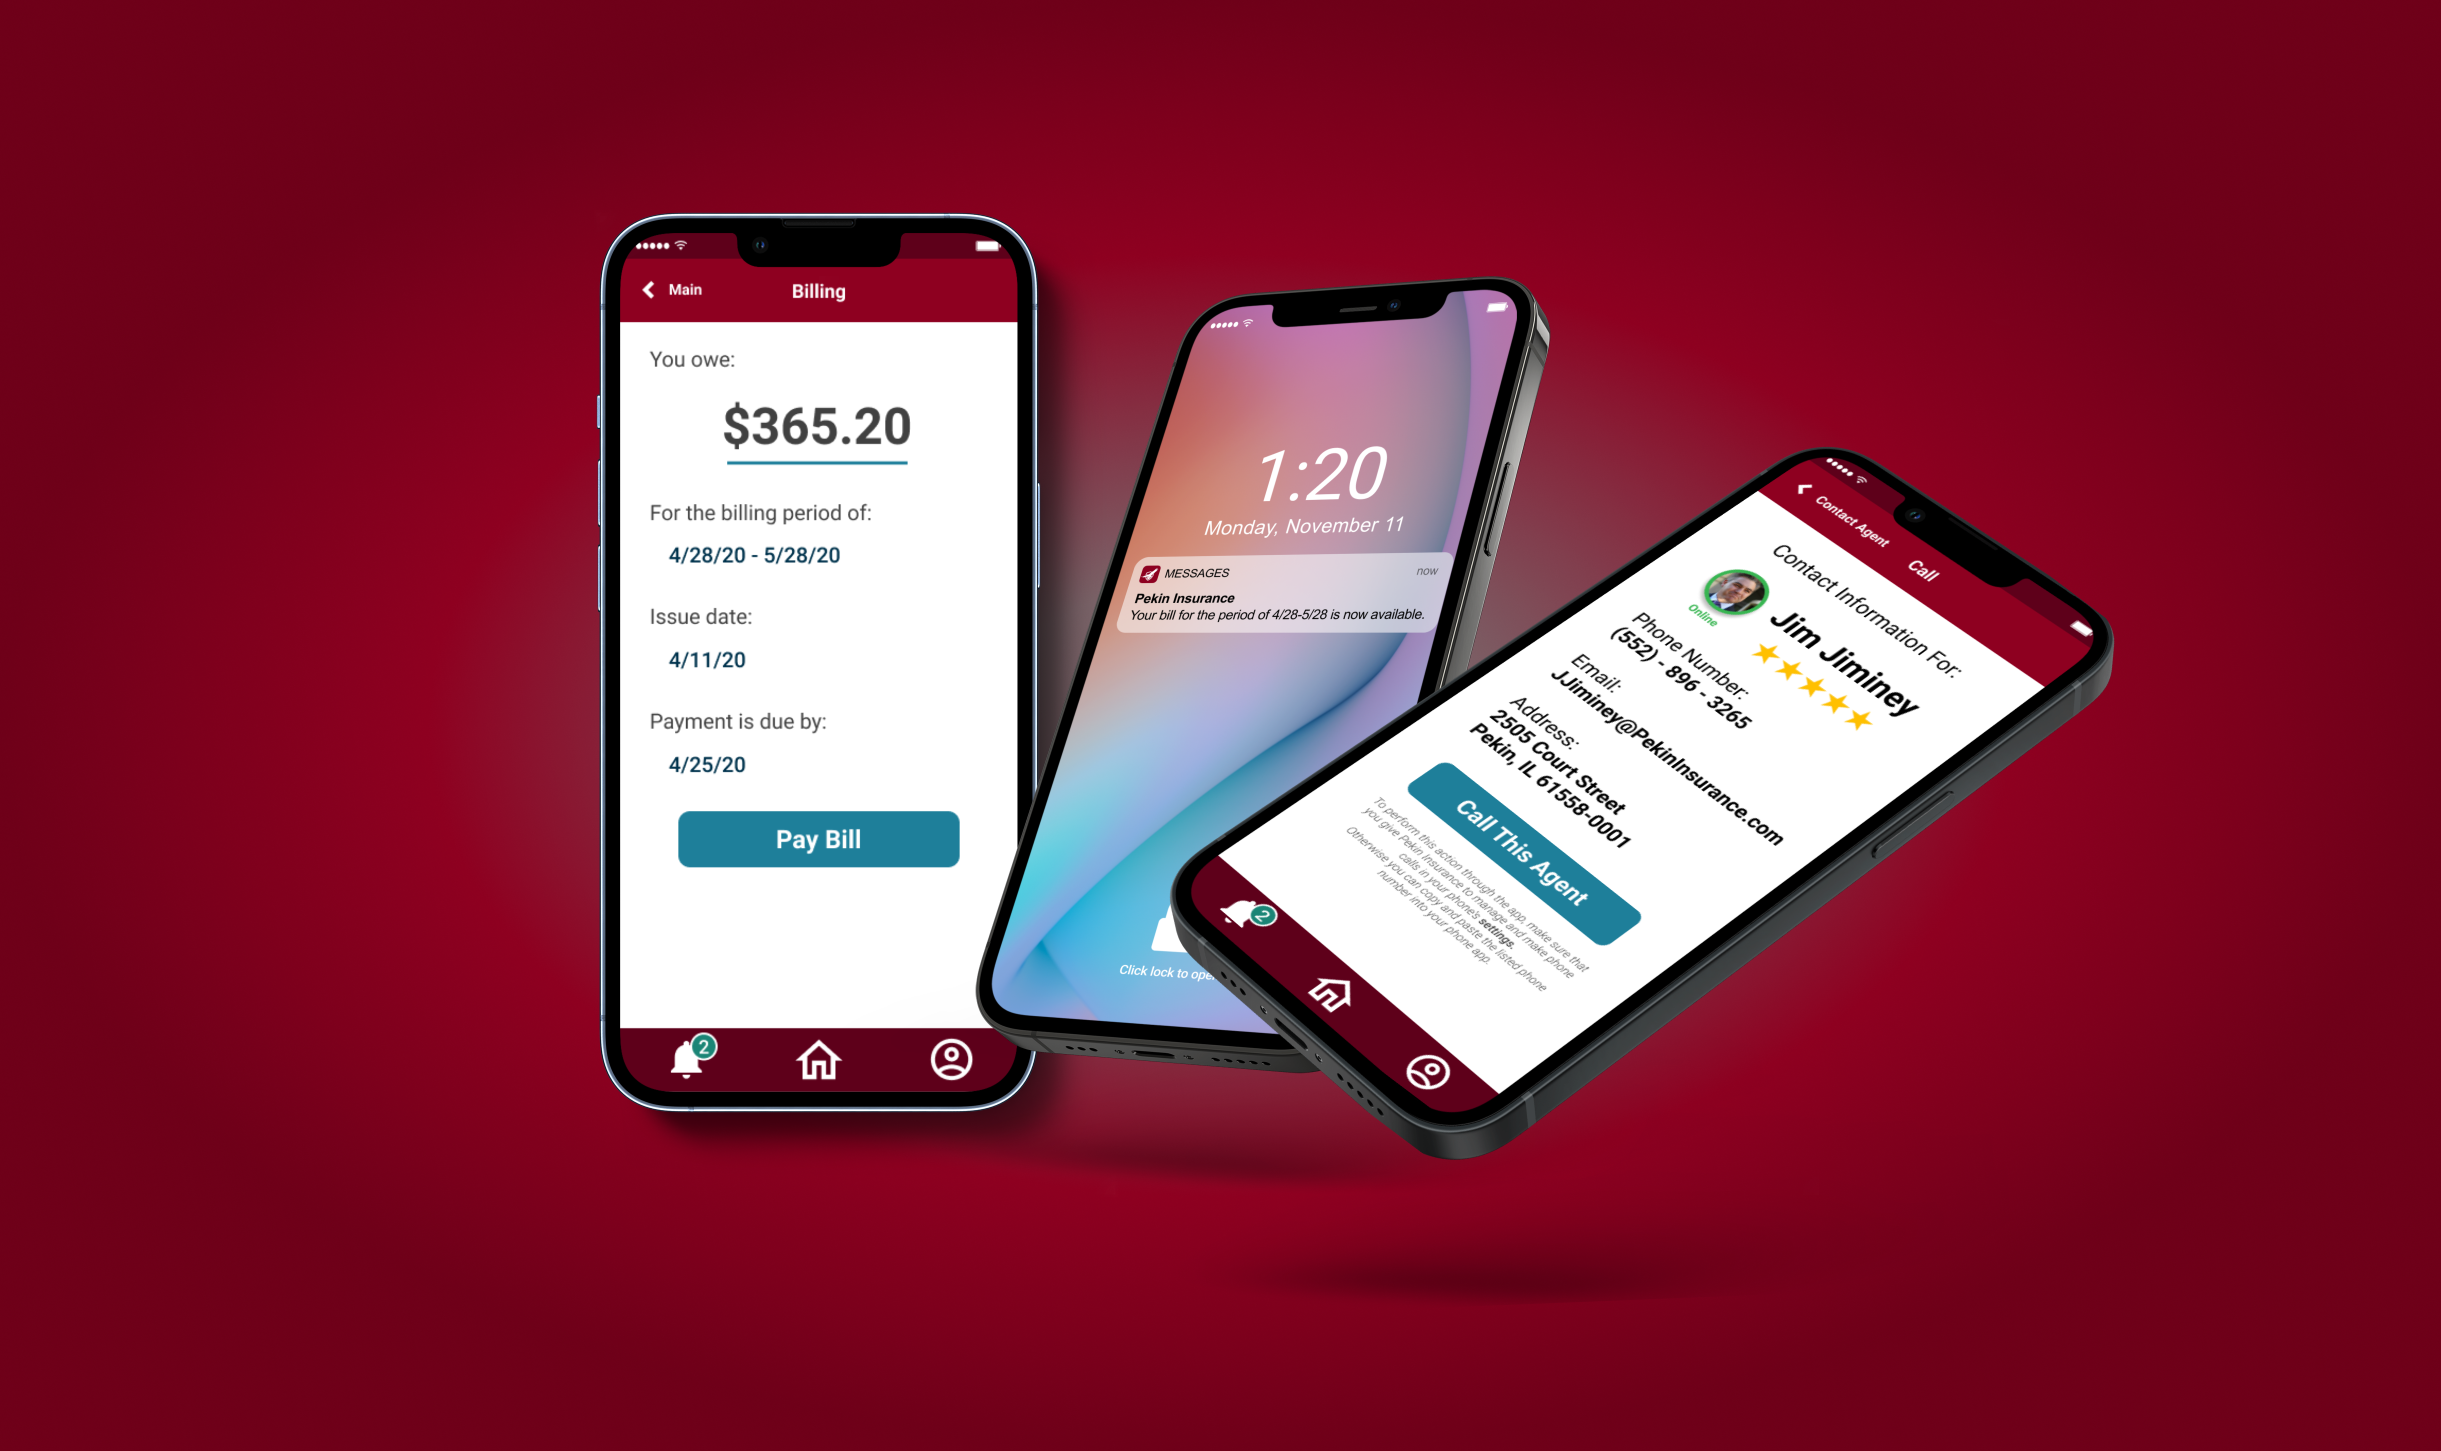 Main
Billing
You owe:
$365.20
For the billing period of:
4/28/20 - 5/28/20
Issue date:
4/11/20
Payment is due by:
4/25/20
Pay Bill
2
1:20
Monday, November 11
MESSAGES
now
Pekin Insurance
Your bill for the period of 4/28-5/28 is now available.
Click lock to open
Contact Agent
Call
Contact Information For:
Online
Jim Jiminey
Phone Number:
(552) - 896 - 3265
Email:
JJiminey@PekinInsurance.com
Address:
2505 Court Street
Pekin, IL 61558-0001
Call This Agent
To perform this action through the app, make sure that
you give Pekin Insurance to manage and make phone
calls in your phone's settings.
Otherwise you can copy and paste the listed phone
number into your phone app.
2